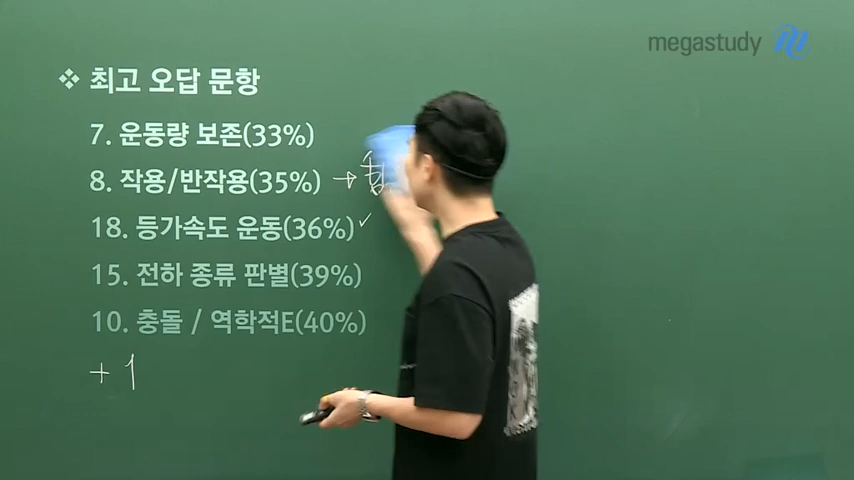 megastudy
❖ 최고 오답 문항
7. 운동량 보존(33%)
8. 작용/반작용(35%) →
18. 등가속도 운동(36%) ✓
15. 전하 종류 판별(39%)
10. 충돌 / 역학적E(40%)
+ 1